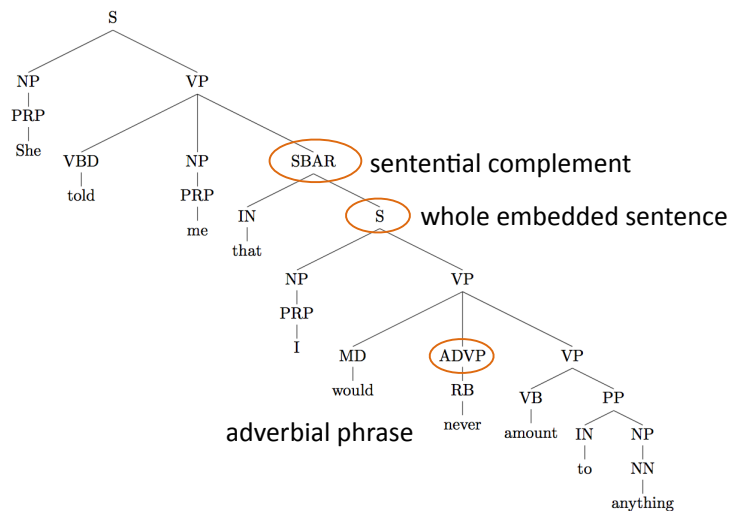 S
NP VP
PRP
She VBD NP SBAR sentential complement
told PRP
me IN S whole embedded sentence
that
NP VP
PRP
I MD ADVP VP
would RB VB PP
adverbial phrase never amount IN NP
to NN
anything